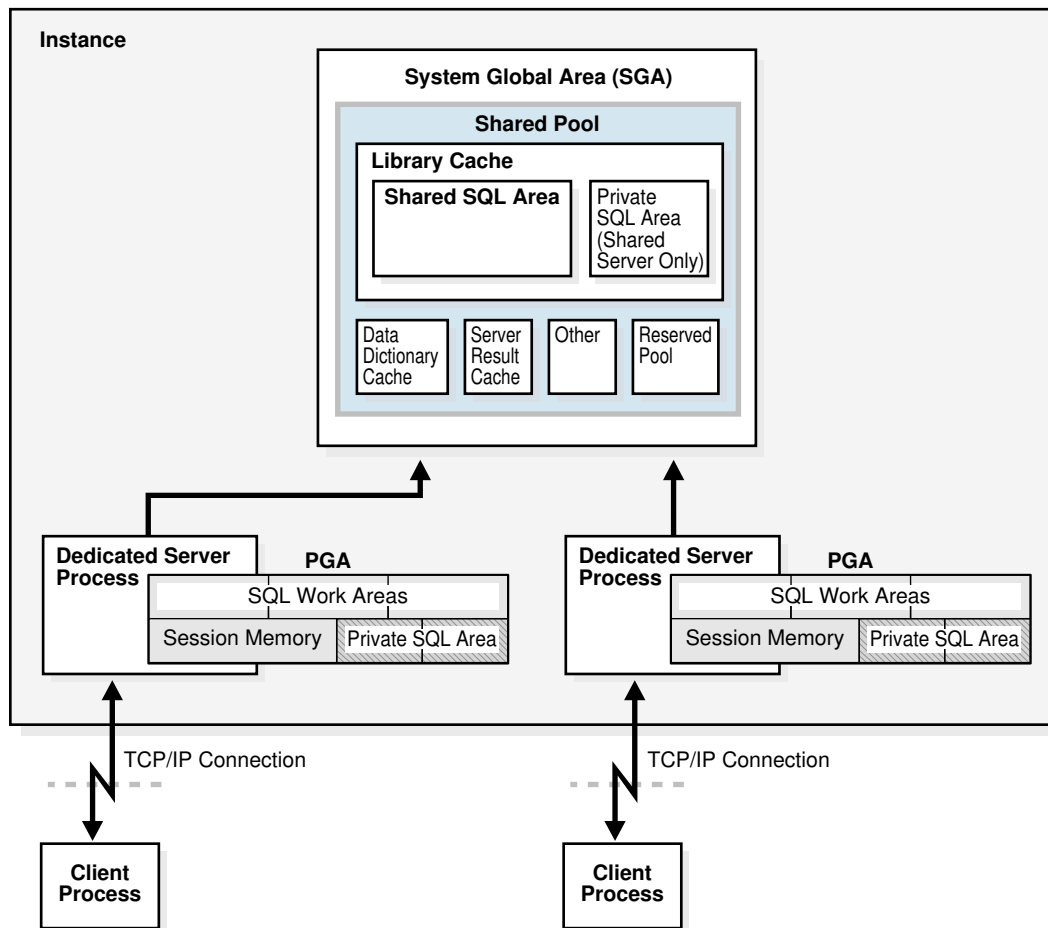 Instance
System Global Area (SGA)
Shared Pool
Library Cache
Shared SQL Area
Private
SQL Area
(Shared
Server Only)
Data
Dictionary
Cache
Server
Result
Cache
Other
Reserved
Pool
Dedicated Server
Process
PGA
SQL Work Areas
Session Memory
Private SQL Area
Dedicated Server
Process
PGA
SQL Work Areas
Session Memory
Private SQL Area
TCP/IP Connection
TCP/IP Connection
Client
Process
Client
Process